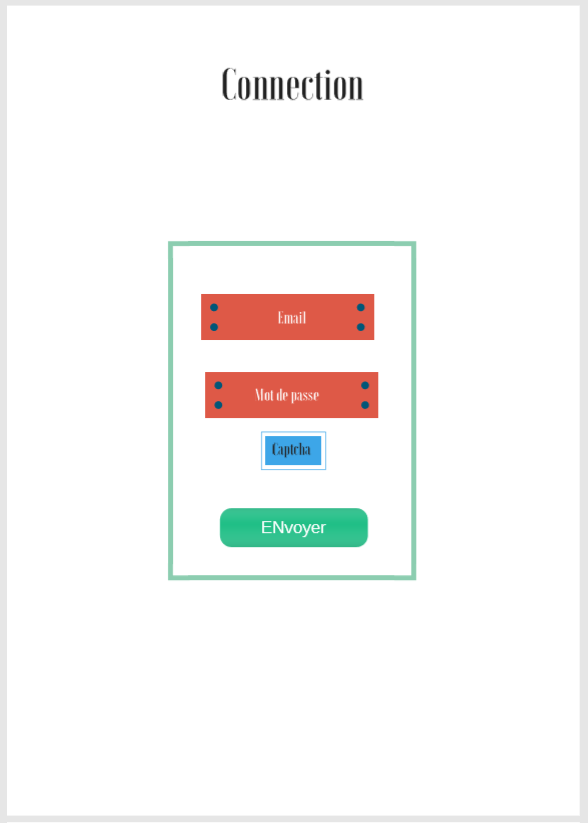 Connection
Email
Mot de passe
Captcha
ENvoyer